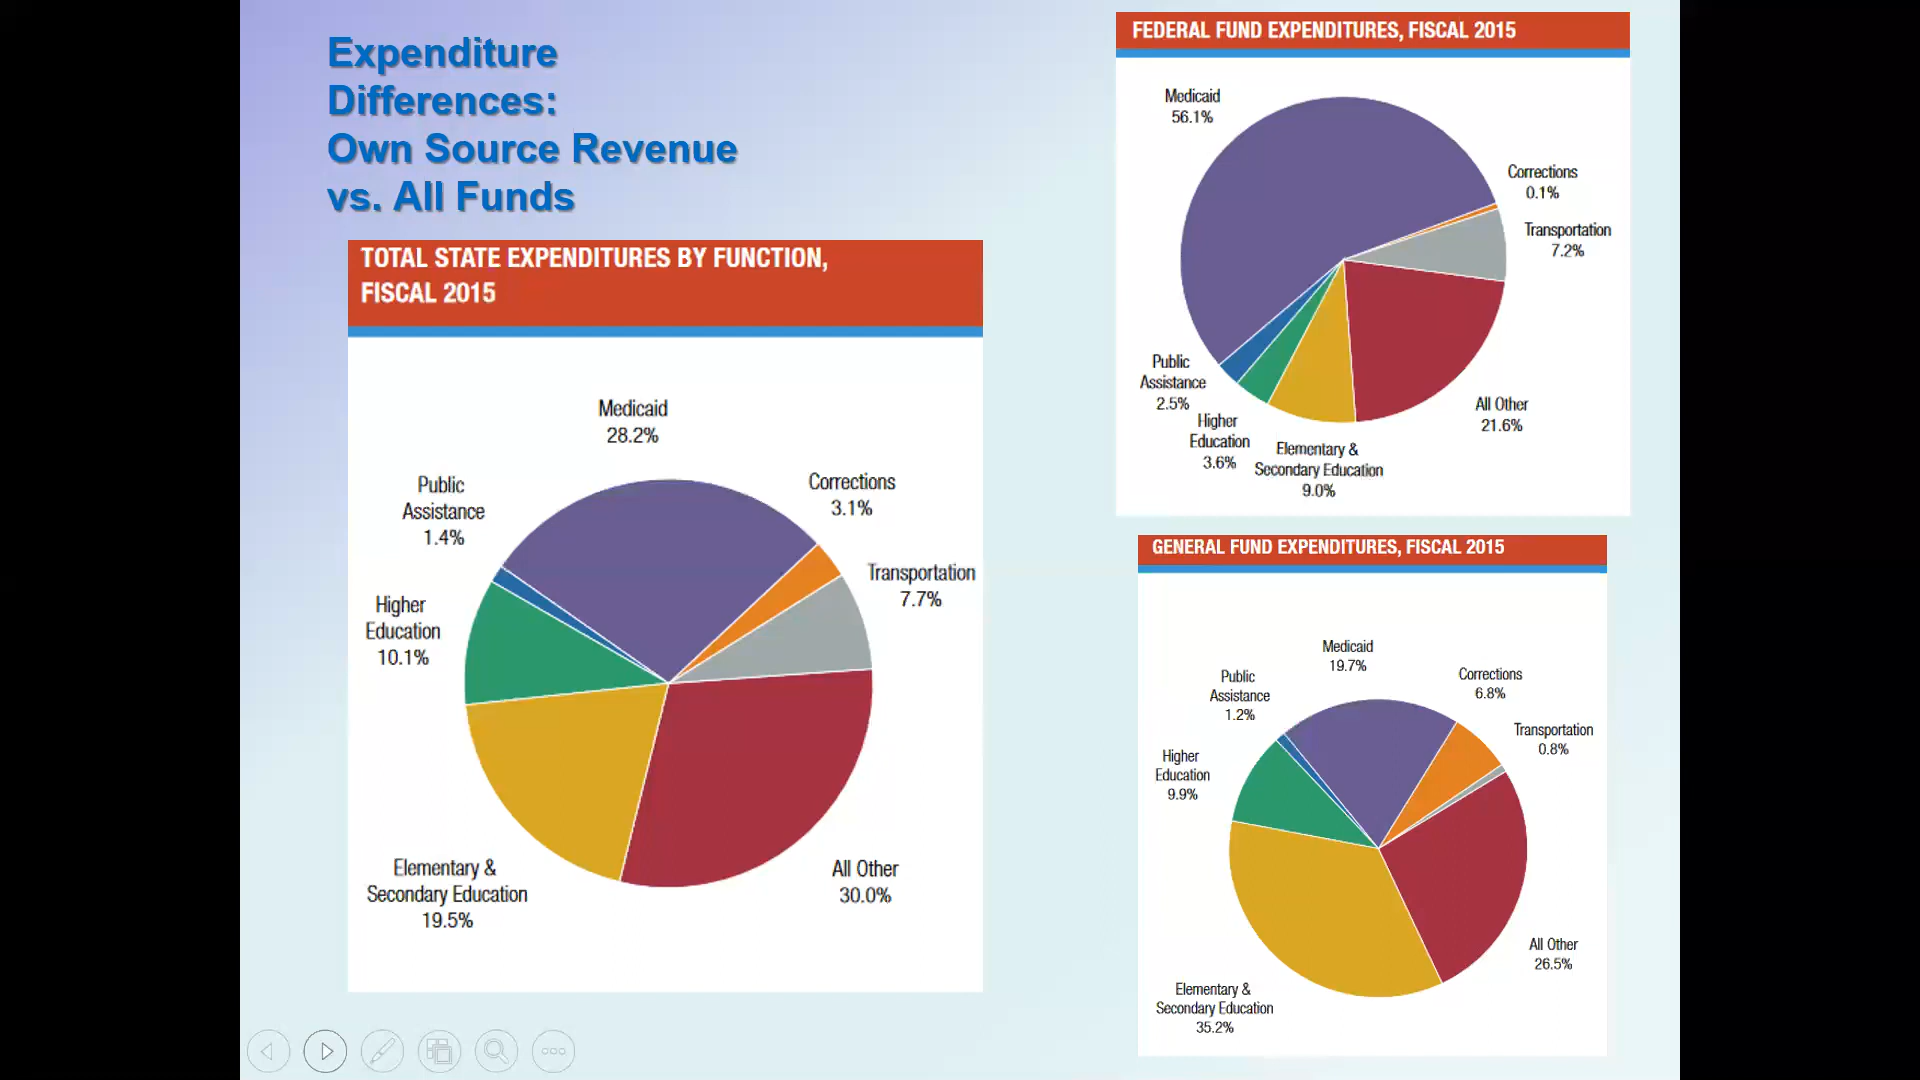 Expenditure
Differences:
Own Source Revenue
vs. All Funds
TOTAL STATE EXPENDITURES BY FUNCTION,
FISCAL 2015
Medicaid
28.2%
Corrections
3.1%
Public
Assistance
1.4%
Transportation
7.7%
Higher
Education
10.1%
Elementary &
Secondary Education
19.5%
All Other
30.0%
FEDERAL FUND EXPENDITURES, FISCAL 2015
Medicaid
56.1%
Corrections
0.1%
Transportation
7.2%
Public
Assistance
2.5%
Higher
Education
3.6%
Elementary &
Secondary Education
9.0%
All Other
21.6%
GENERAL FUND EXPENDITURES, FISCAL 2015
Medicaid
19.7%
Corrections
6.8%
Public
Assistance
1.2%
Transportation
0.8%
Higher
Education
9.9%
All Other
26.5%
Elementary &
Secondary Education
35.2%